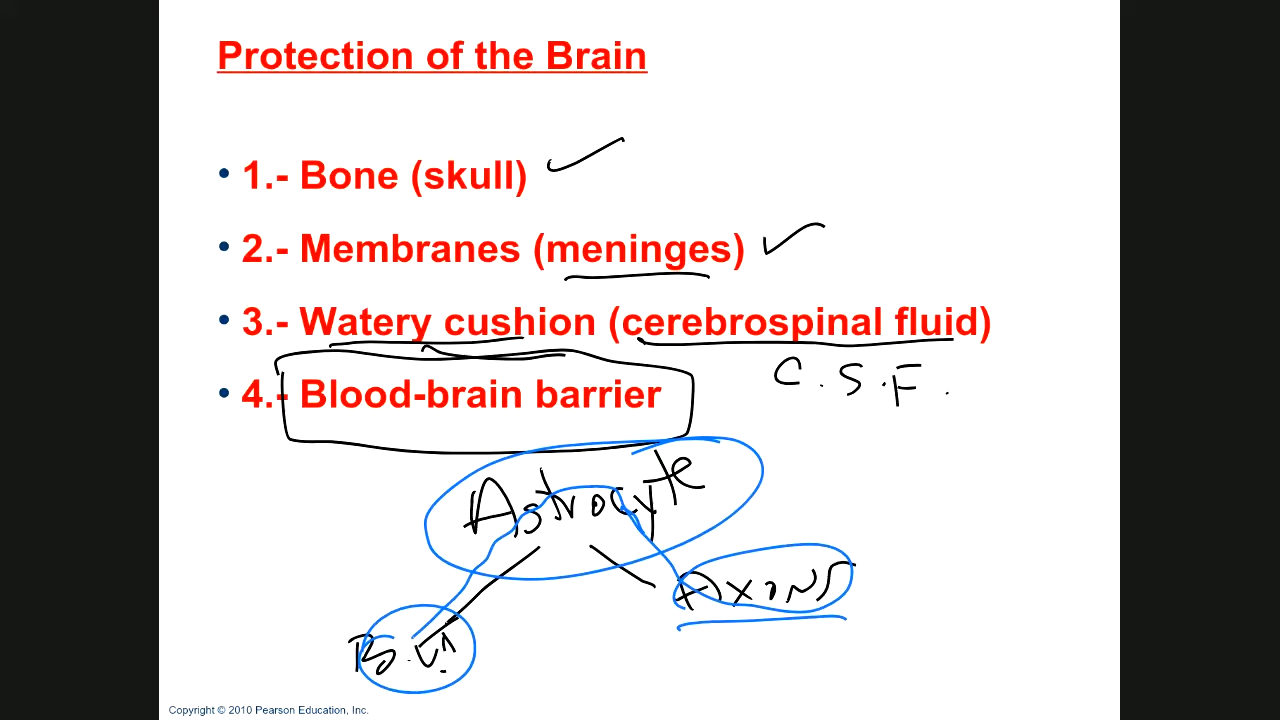 Protection of the Brain
• 1.- Bone (skull)
• 2.- Membranes (meninges)
• 3.- Watery cushion (cerebrospinal fluid)
C.S.F.
• 4.- Blood-brain barrier
Astrocyte
Axons
B.V
Copyright © 2010 Pearson Education, Inc.